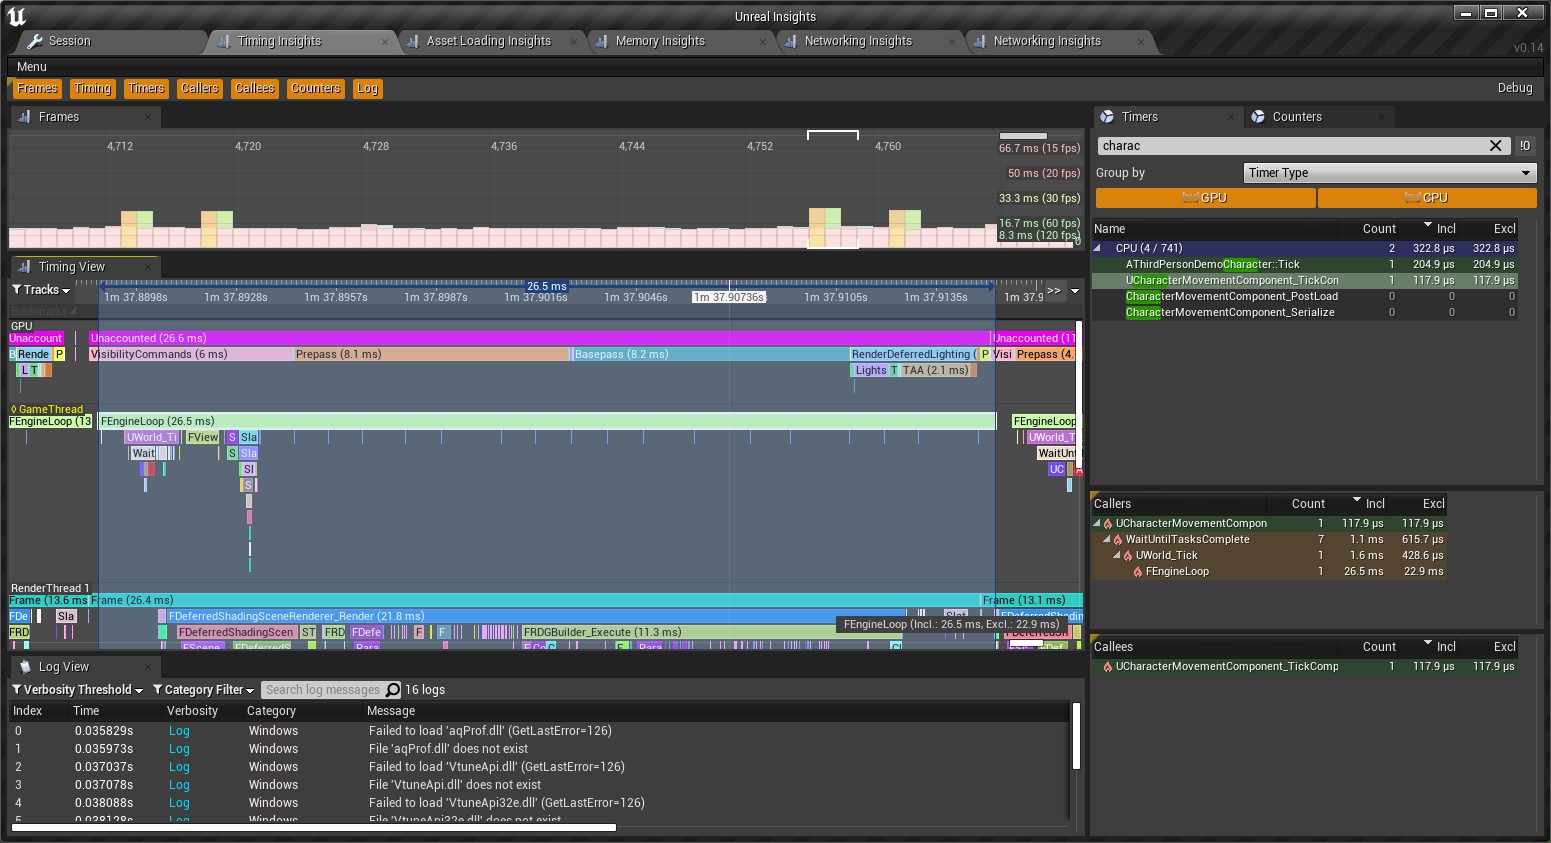 Unreal Insights
Session
Timing Insights
Asset Loading Insights
Memory Insights
Networking Insights
Networking Insights
v0.14
Menu
Frames Timing Timers Callers Callees Counters Log
Debug
Frames
4,712 4,720 4,728 4,736 4,744 4,752 4,760
66.7 ms (15 fps)
50 ms (20 fps)
33.3 ms (30 fps)
16.7 ms (60 fps)
8.3 ms (120 fps)
Timing View
Tracks
26.5 ms
1m 37.8898s 1m 37.8928s 1m 37.8957s 1m 37.8987s 1m 37.9016s 1m 37.9046s 1m 37.90736s 1m 37.9105s 1m 37.9135s 1m 37.9 >>
Bookmarks
GPU
Unaccount Unaccounted (26.6 ms) Unaccounted (11
Rende P VisibilityCommands (6 ms) Prepass (8.1 ms) Basepass (8.2 ms) RenderDeferredLighting ( P Visi Prepass (4.
L T Lights T TAA (2.1 ms)
GameThread
FEngineLoop (13 FEngineLoop (26.5 ms) FEngineLoop
UWorld_Ti FView S Sla UWorld_T
Wait S Sla WaitUnt
Sl UC
S
RenderThread 1
Frame (13.6 ms Frame (26.4 ms) Frame (13.1 ms)
FDe Sla FDeferredShadingSceneRenderer_Render (21.8 ms) FDeferredShadin
FRD FDeferredShadingScen ST FRD FDefe F F FRDGBuilder_Execute (11.3 ms)
FEngineLoop (Incl.: 26.5 ms, Excl.: 22.9 ms)
FScene FDeferredS Para Para
Log View
Verbosity Threshold Category Filter Search log messages 16 logs
Index Time Verbosity Category Message
0 0.035829s Log Windows Failed to load 'aqProf.dll' (GetLastError=126)
1 0.035973s Log Windows File 'aqProf.dll' does not exist
2 0.037037s Log Windows Failed to load 'VtuneApi.dll' (GetLastError=126)
3 0.037078s Log Windows File 'VtuneApi.dll' does not exist
4 0.038088s Log Windows Failed to load 'VtuneApi32e.dll' (GetLastError=126)
5 0.038128s Log Windows File 'VtuneApi32e.dll' does not exist
Timers
Counters
charac
!0
Group by Timer Type
GPU CPU
Name Count Incl Excl
CPU (4 / 741) 2 322.8 µs 322.8 µs
AThirdPersonDemoCharacter::Tick 1 204.9 µs 204.9 µs
UCharacterMovementComponent_TickCon 1 117.9 µs 117.9 µs
CharacterMovementComponent_PostLoad 0 0 0
CharacterMovementComponent_Serialize 0 0 0
Callers Count Incl Excl
UCharacterMovementCompon 1 117.9 µs 117.9 µs
WaitUntilTasksComplete 7 1.1 ms 615.7 µs
UWorld_Tick 1 1.6 ms 428.6 µs
FEngineLoop 1 26.5 ms 22.9 ms
Callees Count Incl Excl
UCharacterMovementComponent_TickComp 1 117.9 µs 117.9 µs